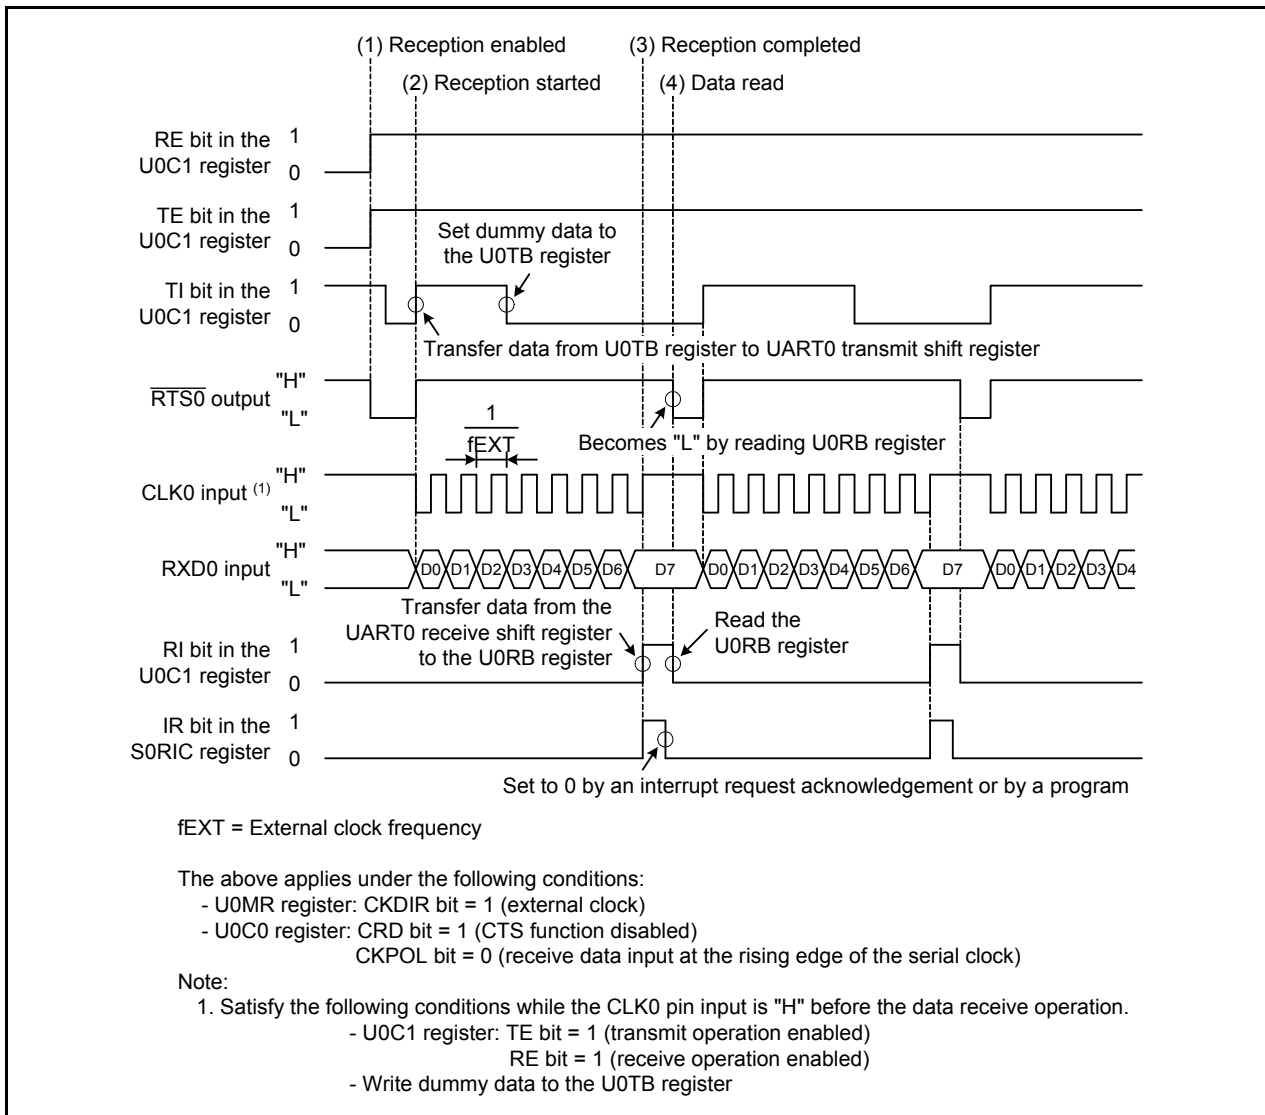 (1) Reception enabled
(3) Reception completed
(2) Reception started
(4) Data read
RE bit in the
U0C1 register
1
0
TE bit in the
U0C1 register
1
0
Set dummy data to
the U0TB register
TI bit in the
U0C1 register
1
0
Transfer data from U0TB register to UART0 transmit shift register
RTS0 output
"H"
"L"
1
fEXT
Becomes "L" by reading U0RB register
CLK0 input (1)
"H"
"L"
RXD0 input
"H"
"L"
D0 D1 D2 D3 D4 D5 D6 D7 D0 D1 D2 D3 D4 D5 D6 D7 D0 D1 D2 D3 D4
Transfer data from the
UART0 receive shift register
to the U0RB register
Read the
U0RB register
RI bit in the
U0C1 register
1
0
IR bit in the
S0RIC register
1
0
Set to 0 by an interrupt request acknowledgement or by a program
fEXT = External clock frequency
The above applies under the following conditions:
- U0MR register: CKDIR bit = 1 (external clock)
- U0C0 register: CRD bit = 1 (CTS function disabled)
CKPOL bit = 0 (receive data input at the rising edge of the serial clock)
Note:
1. Satisfy the following conditions while the CLK0 pin input is "H" before the data receive operation.
- U0C1 register: TE bit = 1 (transmit operation enabled)
RE bit = 1 (receive operation enabled)
- Write dummy data to the U0TB register